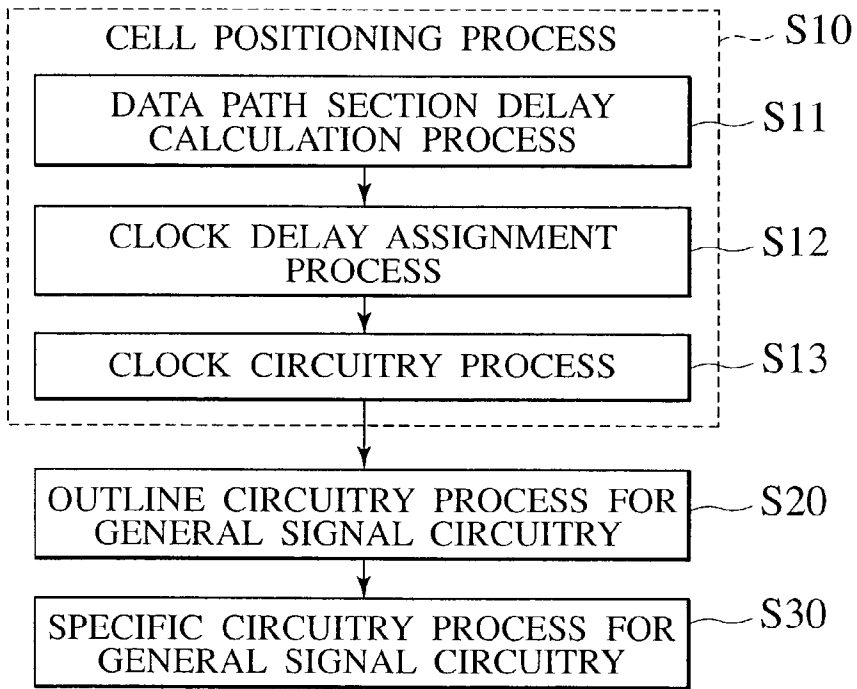 CELL POSITIONING PROCESS
S10
DATA PATH SECTION DELAY
CALCULATION PROCESS
S11
CLOCK DELAY ASSIGNMENT
PROCESS
S12
CLOCK CIRCUITRY PROCESS
S13
OUTLINE CIRCUITRY PROCESS FOR
GENERAL SIGNAL CIRCUITRY
S20
SPECIFIC CIRCUITRY PROCESS FOR
GENERAL SIGNAL CIRCUITRY
S30